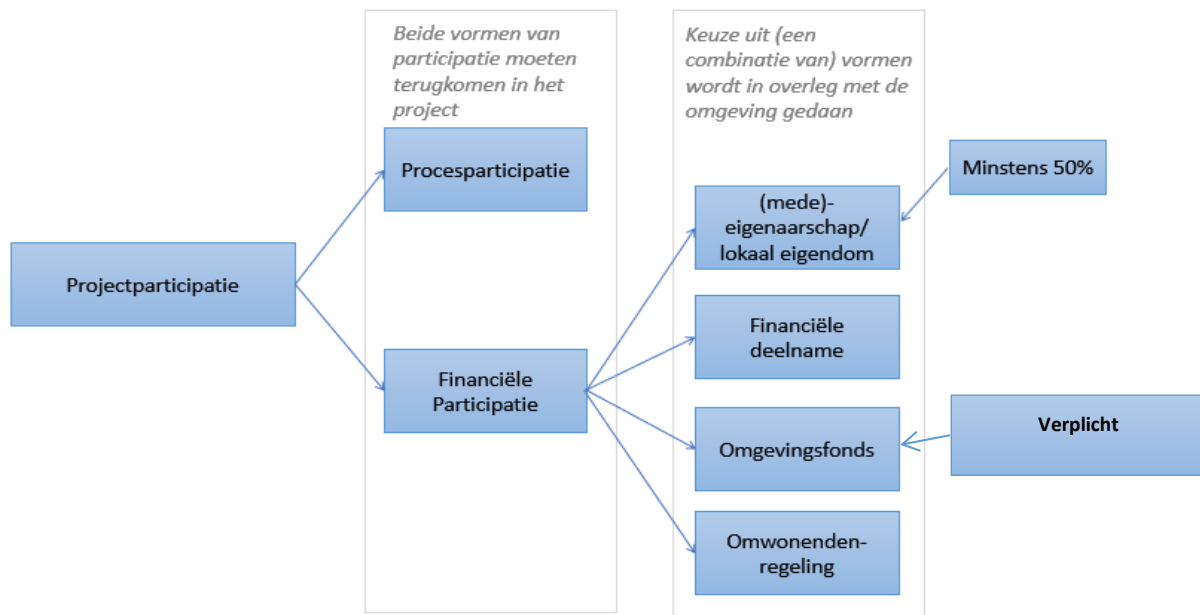 Beide vormen van
participatie moeten
terugkomen in het
project
Keuze uit (een
combinatie van) vormen
wordt in overleg met de
omgeving gedaan
Procesparticipatie
Minstens 50%
(mede)-
eigenaarschap/
lokaal eigendom
Projectparticipatie
Financiële
deelname
Financiële
Participatie
Verplicht
Omgevingsfonds
Omwonenden-
regeling